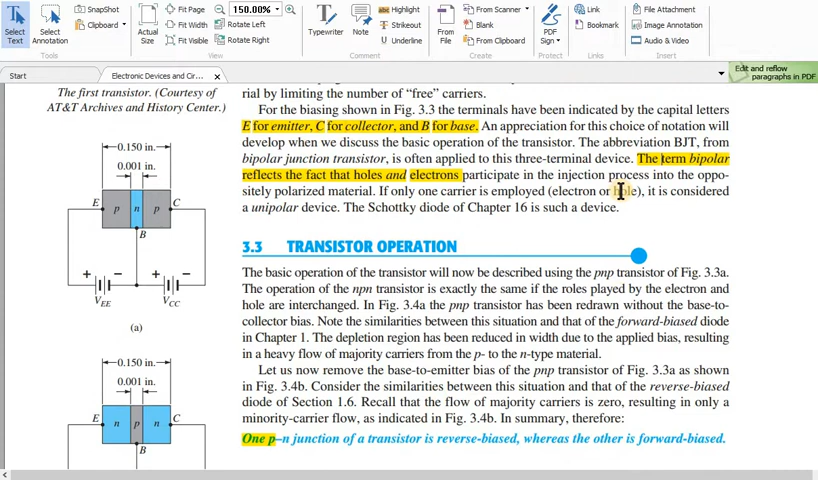 Select
Text
Select
Annotation
SnapShot
Clipboard
Tools
Actual
Size
Fit Page
Fit Width
Fit Visible
150.00%
Rotate Left
Rotate Right
View
Typewriter
Note
Highlight
Strikeout
Underline
Comment
From
File
From Scanner
Blank
From Clipboard
Create
PDF
Sign
Protect
Link
Bookmark
Links
File Attachment
Image Annotation
Audio & Video
Insert
Start
Electronic Devices and Cir...
Edit and reflow
paragraphs in PDF
The first transistor. (Courtesy of
AT&T Archives and History Center.)
0.150 in.
0.001 in.
E
p
n
p
C
B
+ −
+ −
VEE
VCC
(a)
0.150 in.
0.001 in.
E
n
p
n
C
B
rial by limiting the number of “free” carriers.
For the biasing shown in Fig. 3.3 the terminals have been indicated by the capital letters
E for emitter, C for collector, and B for base. An appreciation for this choice of notation will
develop when we discuss the basic operation of the transistor. The abbreviation BJT, from
bipolar junction transistor, is often applied to this three-terminal device. The term bipolar
reflects the fact that holes and electrons participate in the injection process into the oppo-
sitely polarized material. If only one carrier is employed (electron or hole), it is considered
a unipolar device. The Schottky diode of Chapter 16 is such a device.
3.3 TRANSISTOR OPERATION
The basic operation of the transistor will now be described using the pnp transistor of Fig. 3.3a.
The operation of the npn transistor is exactly the same if the roles played by the electron and
hole are interchanged. In Fig. 3.4a the pnp transistor has been redrawn without the base-to-
collector bias. Note the similarities between this situation and that of the forward-biased diode
in Chapter 1. The depletion region has been reduced in width due to the applied bias, resulting
in a heavy flow of majority carriers from the p- to the n-type material.
Let us now remove the base-to-emitter bias of the pnp transistor of Fig. 3.3a as shown
in Fig. 3.4b. Consider the similarities between this situation and that of the reverse-biased
diode of Section 1.6. Recall that the flow of majority carriers is zero, resulting in only a
minority-carrier flow, as indicated in Fig. 3.4b. In summary, therefore:
One p–n junction of a transistor is reverse-biased, whereas the other is forward-biased.